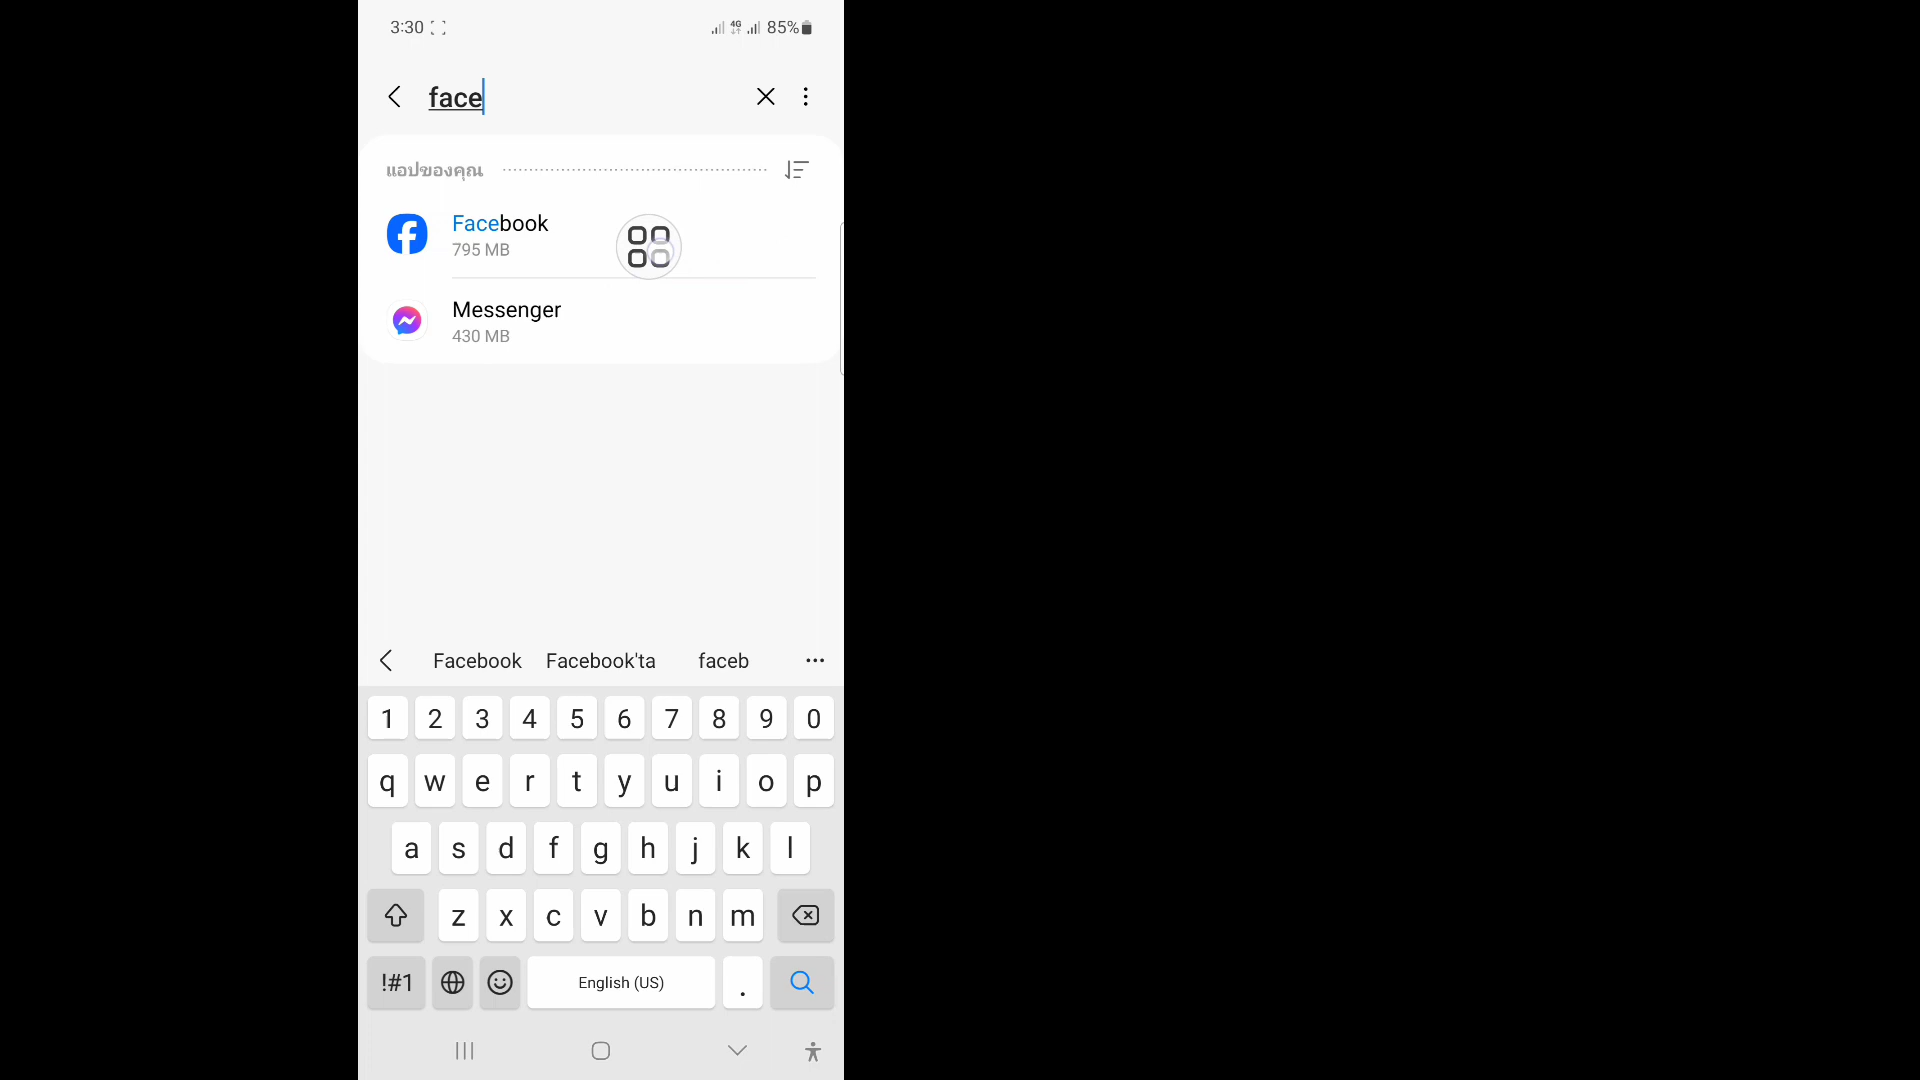 3:30 4G 85%
face
แอปของคุณ
Facebook
795 MB
Messenger
430 MB
Facebook Facebook'ta faceb
1 2 3 4 5 6 7 8 9 0
q w e r t y u i o p
a s d f g h j k l
z x c v b n m
!#1 English (US) .